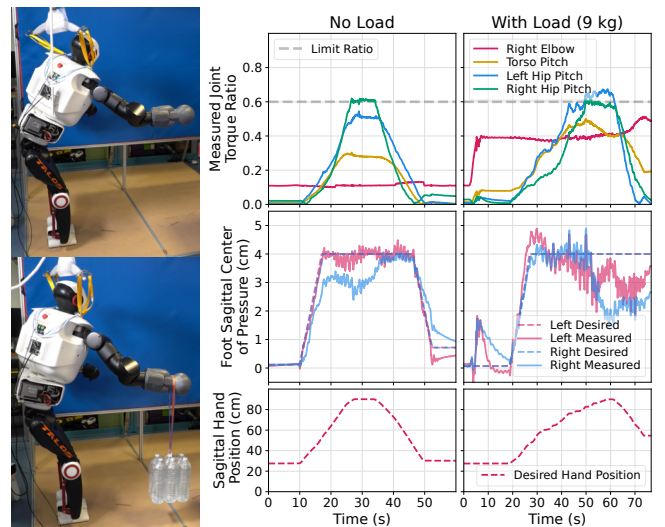 No Load
With Load (9 kg)
Measured Joint
Torque Ratio
1.0
0.8
0.6
0.4
0.2
0.0
Limit Ratio
Right Elbow
Torso Pitch
Left Hip Pitch
Right Hip Pitch
Foot Sagittal Center
of Pressure (cm)
5
4
3
2
1
0
Left Desired
Left Measured
Right Desired
Right Measured
Sagittal Hand
Position (cm)
80
60
40
20
0
Desired Hand Position
0 10 20 30 40 50
0 10 20 30 40 50 60 70
Time (s)
Time (s)
TALOS
TALOS